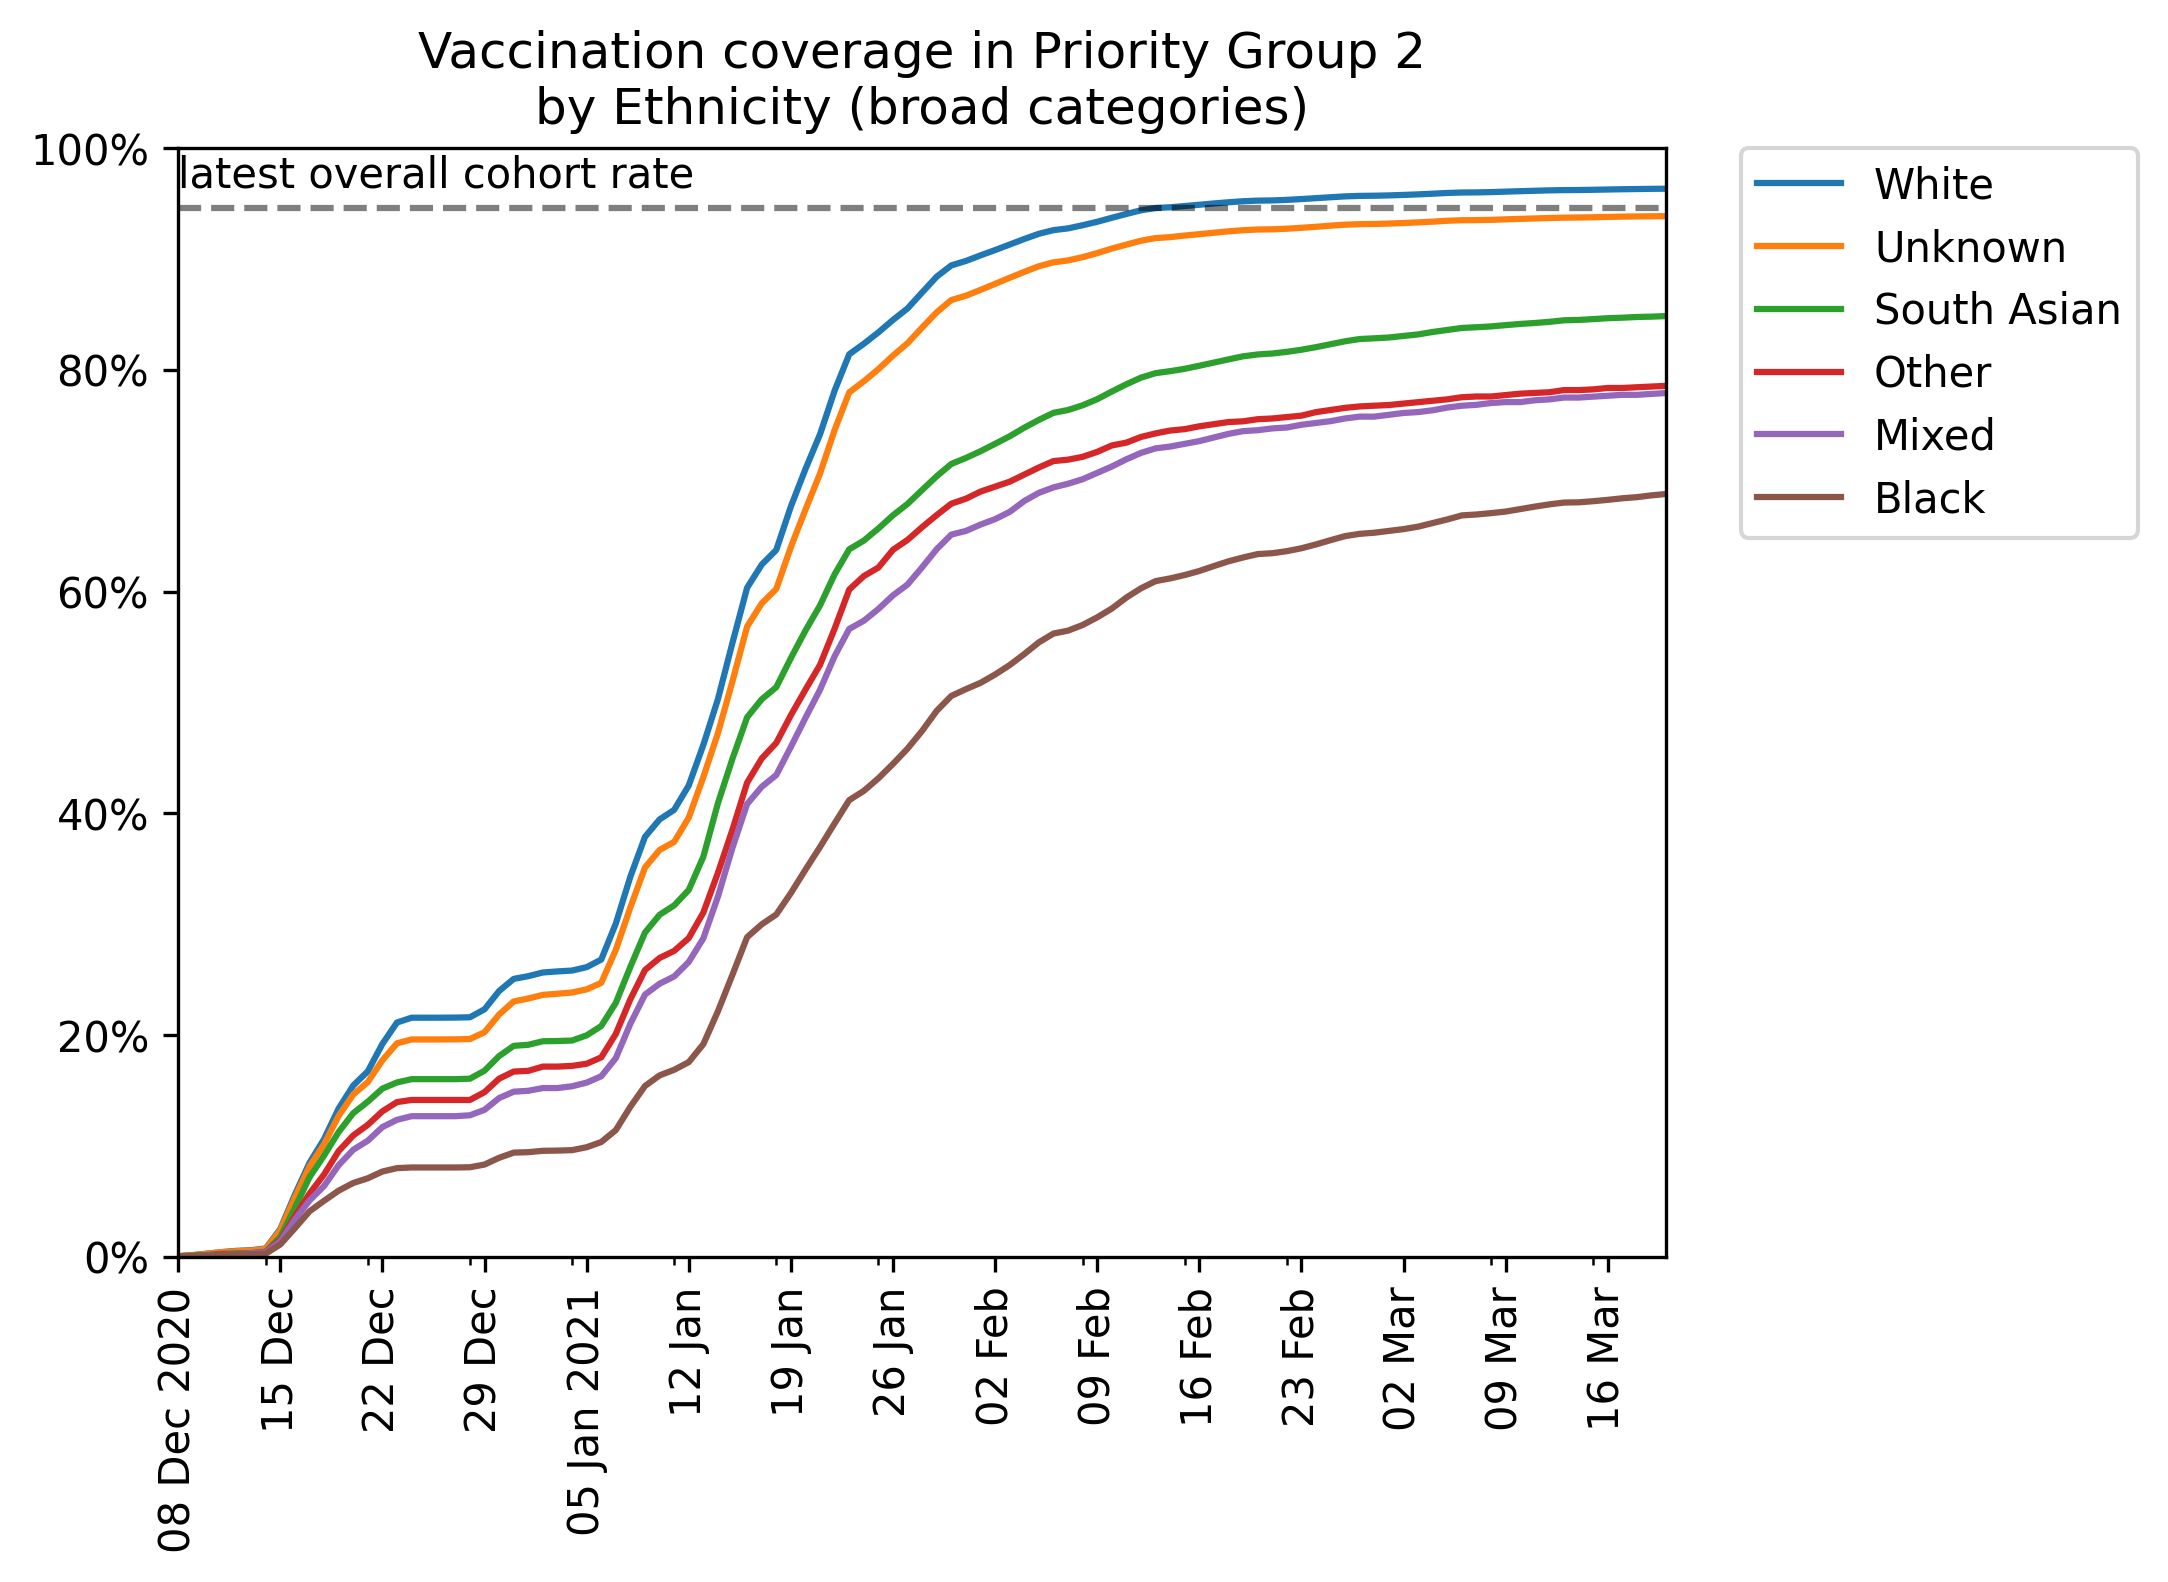 Vaccination coverage in Priority Group 2
by Ethnicity (broad categories)
100%
80%
60%
40%
20%
0%
latest overall cohort rate
White
Unknown
South Asian
Other
Mixed
Black
08 Dec 2020
15 Dec
22 Dec
29 Dec
05 Jan 2021
12 Jan
19 Jan
26 Jan
02 Feb
09 Feb
16 Feb
23 Feb
02 Mar
09 Mar
16 Mar